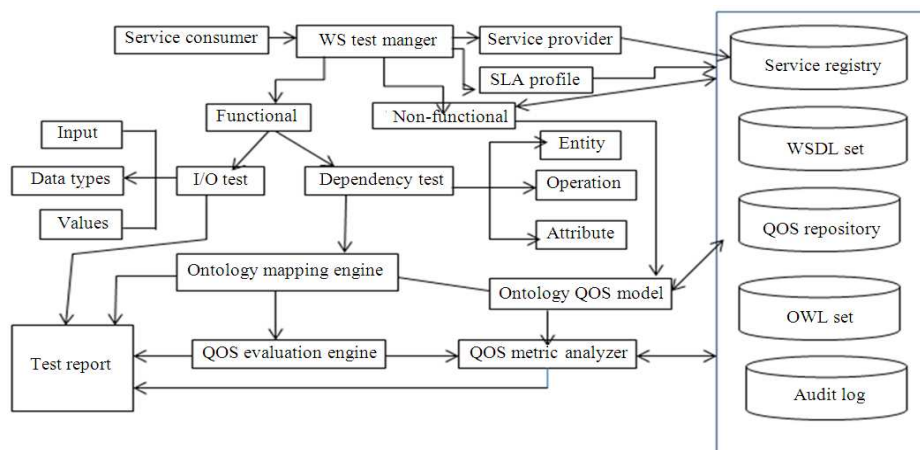 Service consumer
WS test manger
Service provider
Service registry
SLA profile
Functional
Non-functional
Input
Entity
WSDL set
Data types
I/O test
Dependency test
Operation
Values
Attribute
QOS repository
Ontology mapping engine
Ontology QOS model
OWL set
Test report
QOS evaluation engine
QOS metric analyzer
Audit log